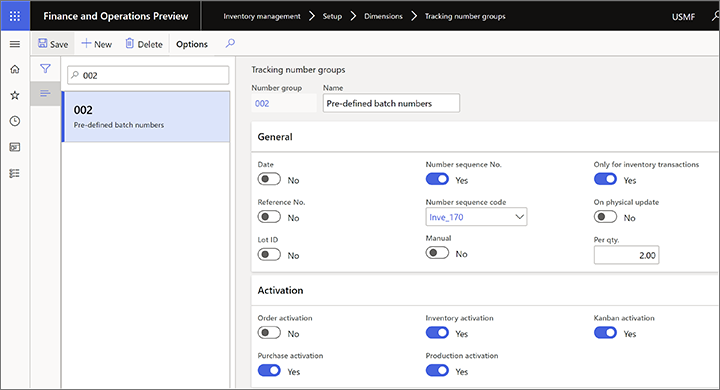 Finance and Operations Preview
Inventory management > Setup > Dimensions > Tracking number groups
USMF
Save
New
Delete
Options
002
002
Pre-defined batch numbers
Tracking number groups
Number group
Name
002
Pre-defined batch numbers
General
Date
Number sequence No.
Only for inventory transactions
No
Yes
Yes
Reference No.
Number sequence code
On physical update
No
Inve_170
No
Lot ID
Manual
Per qty.
No
No
2.00
Activation
Order activation
Inventory activation
Kanban activation
No
Yes
Yes
Purchase activation
Production activation
Yes
Yes